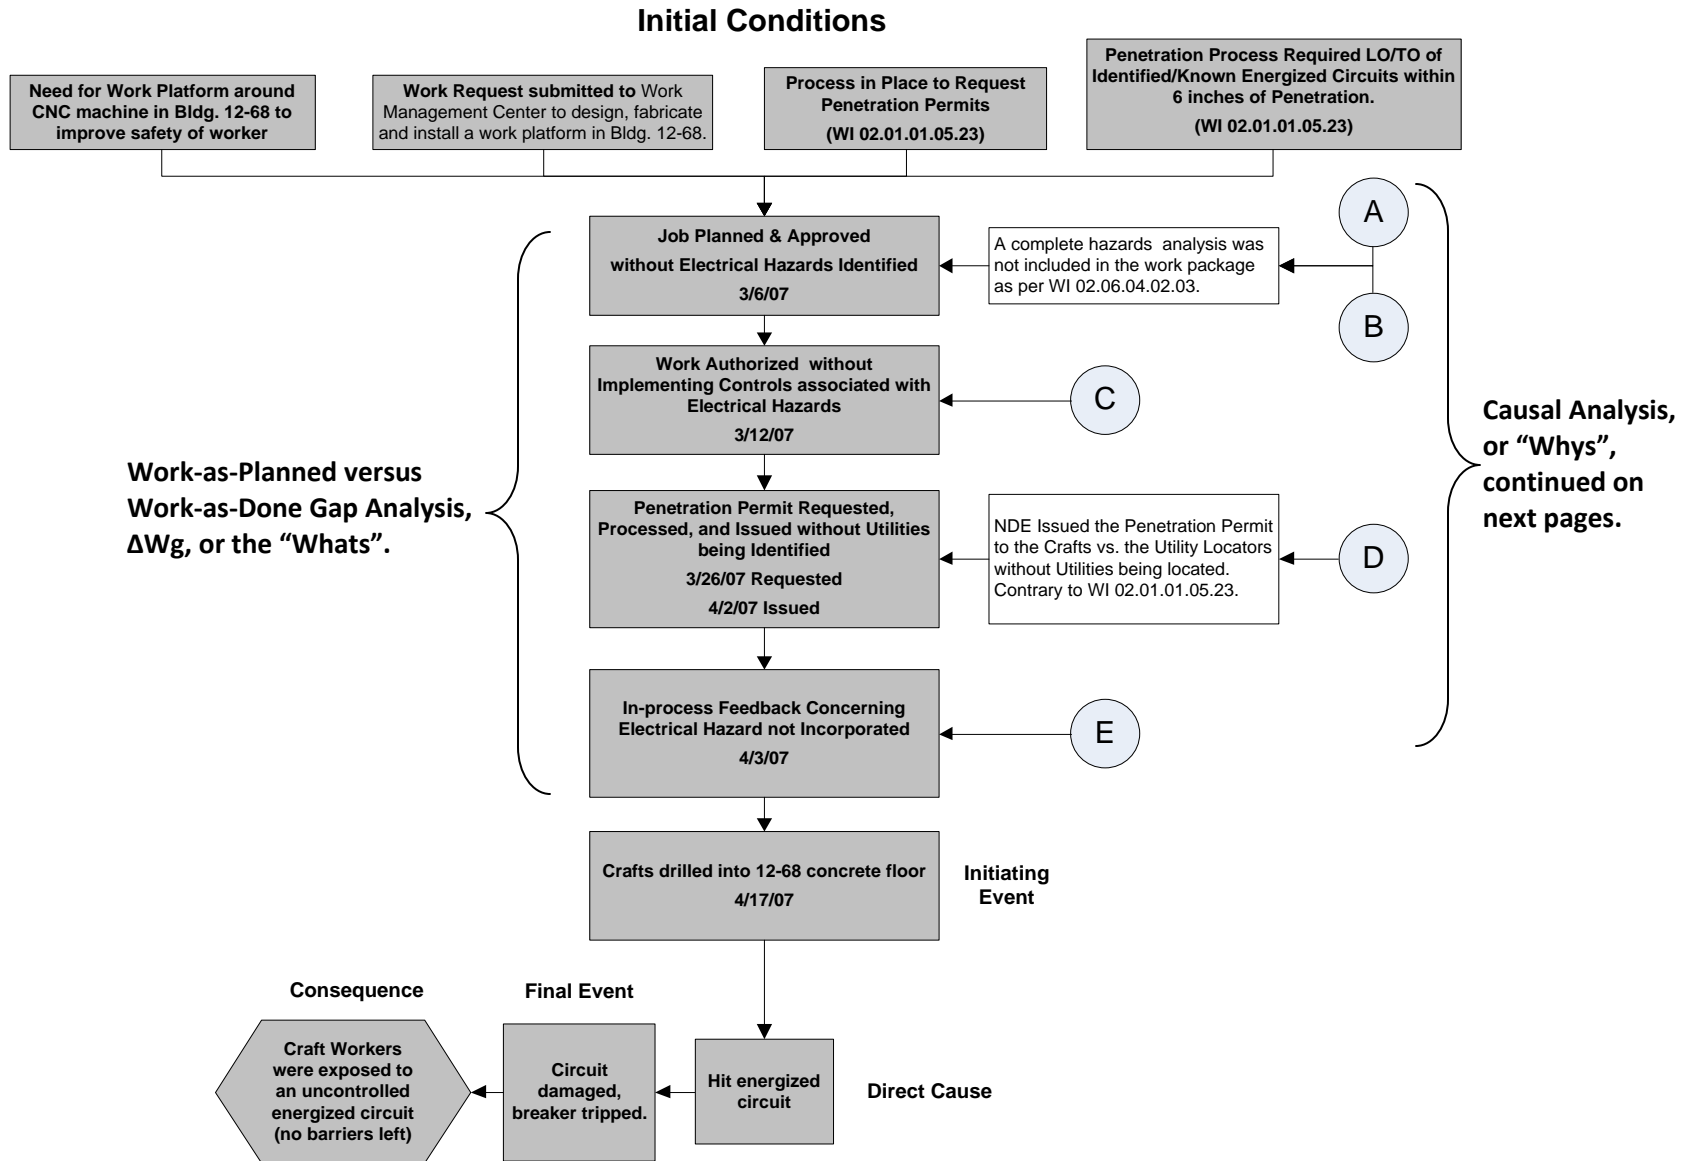 Initial Conditions
Need for Work Platform around
CNC machine in Bldg. 12-68 to
improve safety of worker
Work Request submitted to Work
Management Center to design, fabricate
and install a work platform in Bldg. 12-68.
Process in Place to Request
Penetration Permits
(WI 02.01.01.05.23)
Penetration Process Required LO/TO of
Identified/Known Energized Circuits within
6 inches of Penetration.
(WI 02.01.01.05.23)
Job Planned & Approved
without Electrical Hazards Identified
3/6/07
A complete hazards analysis was
not included in the work package
as per WI 02.06.04.02.03.
A
B
Work Authorized without
Implementing Controls associated with
Electrical Hazards
3/12/07
C
Work-as-Planned versus
Work-as-Done Gap Analysis,
ΔWg, or the “Whats”.
Causal Analysis,
or “Whys”,
continued on
next pages.
Penetration Permit Requested,
Processed, and Issued without Utilities
being Identified
3/26/07 Requested
4/2/07 Issued
NDE Issued the Penetration Permit
to the Crafts vs. the Utility Locators
without Utilities being located.
Contrary to WI 02.01.01.05.23.
D
In-process Feedback Concerning
Electrical Hazard not Incorporated
4/3/07
E
Crafts drilled into 12-68 concrete floor
4/17/07
Initiating
Event
Consequence
Final Event
Craft Workers
were exposed to
an uncontrolled
energized circuit
(no barriers left)
Circuit
damaged,
breaker tripped.
Hit energized
circuit
Direct Cause